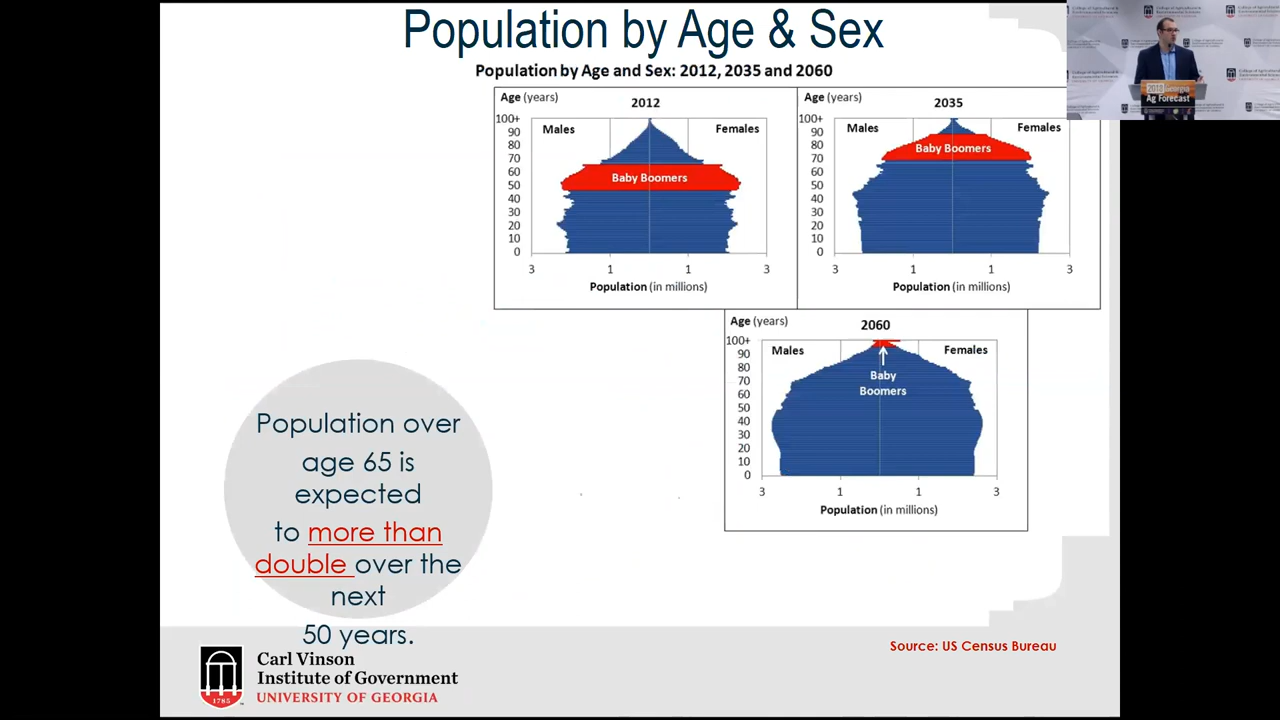 Population by Age & Sex
Population by Age and Sex: 2012, 2035 and 2060
Age (years)
2012
Males
Females
100+
90
80
70
60
50
40
30
20
10
0
Baby Boomers
3
1
1
3
Population (in millions)
Age (years)
2035
Males
Females
100+
90
80
70
60
50
40
30
20
10
0
Baby Boomers
3
1
1
3
Population (in millions)
Age (years)
2060
Males
Females
100+
90
80
70
60
50
40
30
20
10
0
Baby
Boomers
3
1
1
3
Population (in millions)
Population over
age 65 is
expected
to more than
double over the
next
50 years.
Source: US Census Bureau
1785
Carl Vinson
Institute of Government
UNIVERSITY OF GEORGIA
Georgia
Ag Forecast